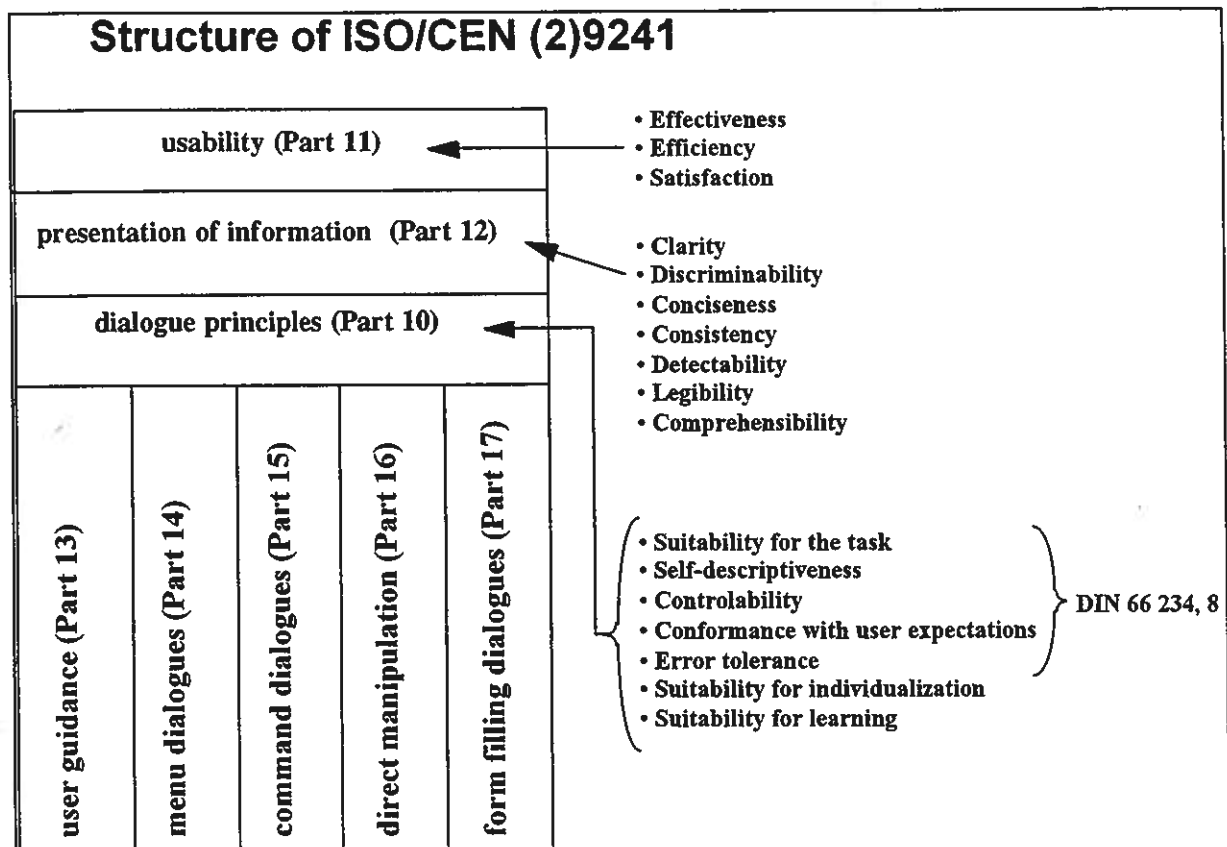 Structure of ISO/CEN (2)9241
usability (Part 11)
• Effectiveness
• Efficiency
• Satisfaction
presentation of information (Part 12)
• Clarity
• Discriminability
• Conciseness
• Consistency
• Detectability
• Legibility
• Comprehensibility
dialogue principles (Part 10)
• Suitability for the task
• Self-descriptiveness
• Controlability
• Conformance with user expectations
• Error tolerance
• Suitability for individualization
• Suitability for learning
DIN 66 234, 8
user guidance (Part 13)
menu dialogues (Part 14)
command dialogues (Part 15)
direct manipulation (Part 16)
form filling dialogues (Part 17)